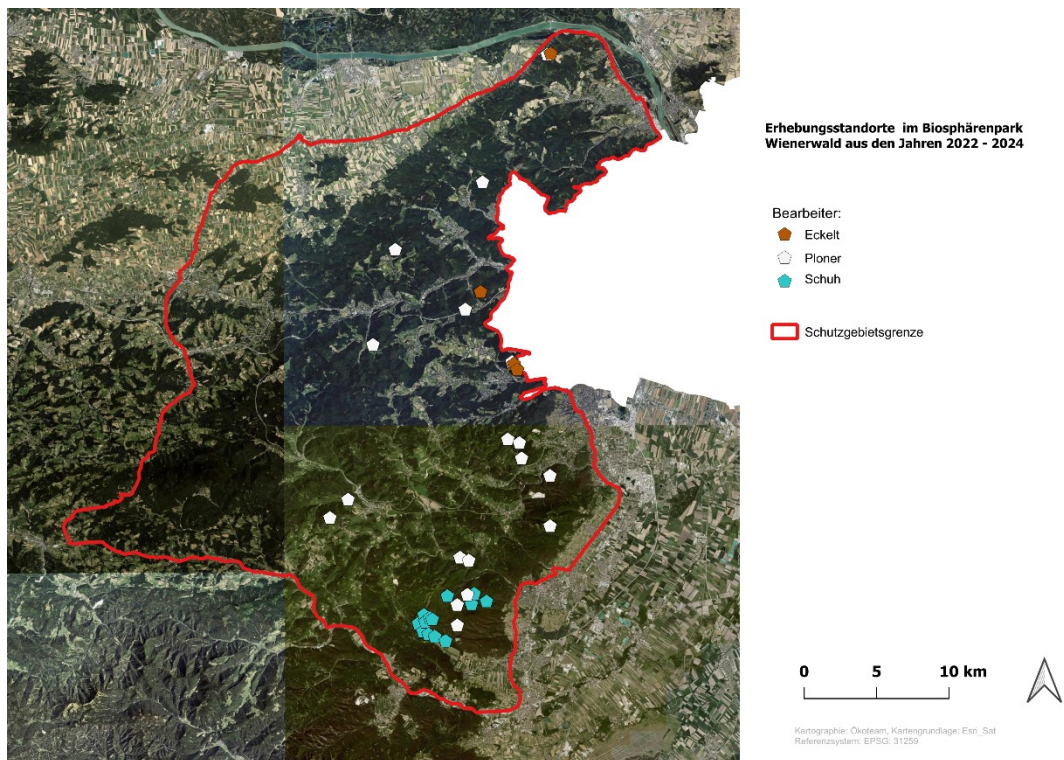 Erhebungsstandorte im Biosphärenpark
Wienerwald aus den Jahren 2022 - 2024
Bearbeiter:
Eckelt
Ploner
Schuh
Schutzgebietsgrenze
0 5 10 km
Kartographie: Ökoteam, Kartengrundlage: Esri_Sat
Referenzsystem: EPSG: 31259